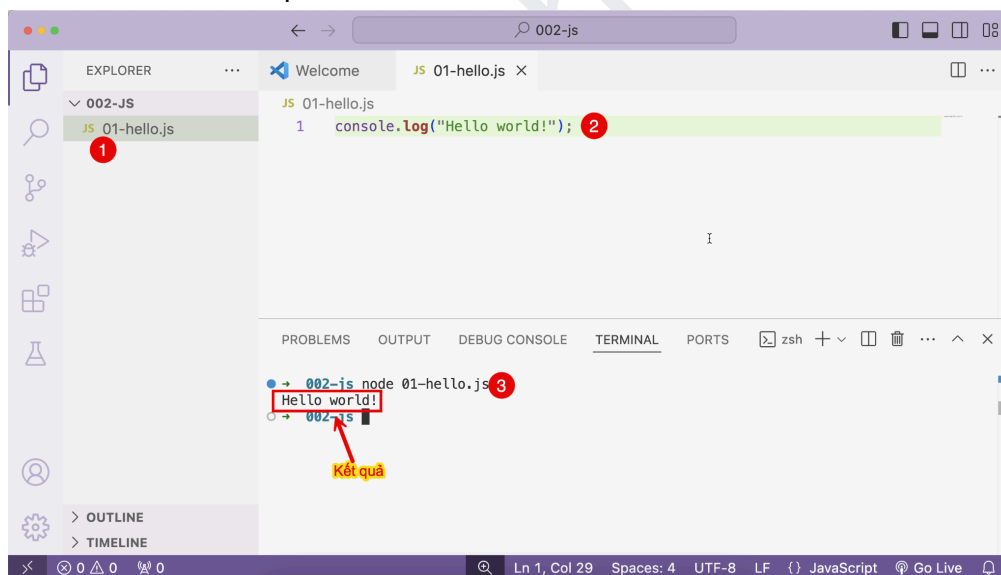 002-js
EXPLORER ...
Welcome JS 01-hello.js
002-JS
JS 01-hello.js
1
JS 01-hello.js
1 console.log("Hello world!"); 2
PROBLEMS OUTPUT DEBUG CONSOLE TERMINAL PORTS zsh
002-js node 01-hello.js 3
Hello world!
002-js
Kết quả
OUTLINE
TIMELINE
0 0 0 Ln 1, Col 29 Spaces: 4 UTF-8 LF {} JavaScript Go Live